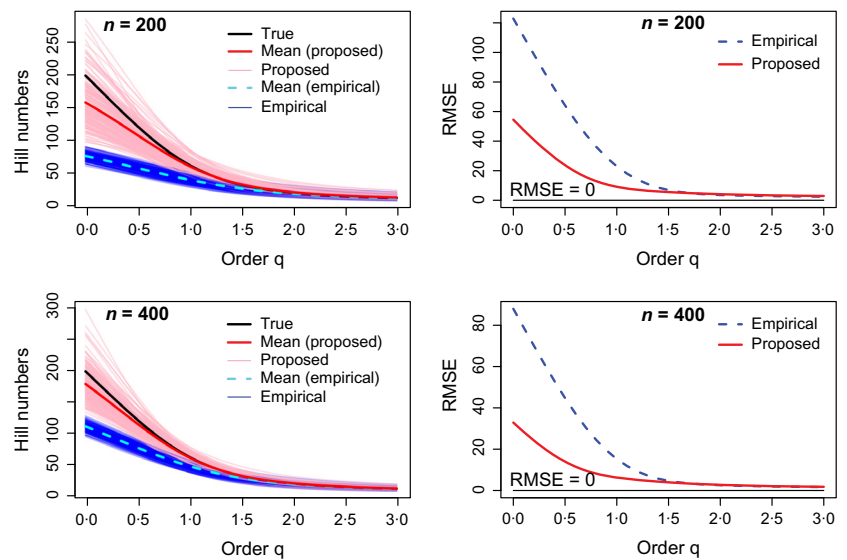 n = 200
True
Mean (proposed)
Proposed
Mean (empirical)
Empirical
Hill numbers
250
200
150
100
50
0
0·0 0·5 1·0 1·5 2·0 2·5 3·0
Order q
n = 200
Empirical
Proposed
RMSE
120
80
60
40
20
0
RMSE = 0
0·0 0·5 1·0 1·5 2·0 2·5 3·0
Order q
n = 400
True
Mean (proposed)
Proposed
Mean (empirical)
Empirical
Hill numbers
300
200
150
100
50
0
0·0 0·5 1·0 1·5 2·0 2·5 3·0
Order q
n = 400
Empirical
Proposed
RMSE
80
60
40
20
0
RMSE = 0
0·0 0·5 1·0 1·5 2·0 2·5 3·0
Order q